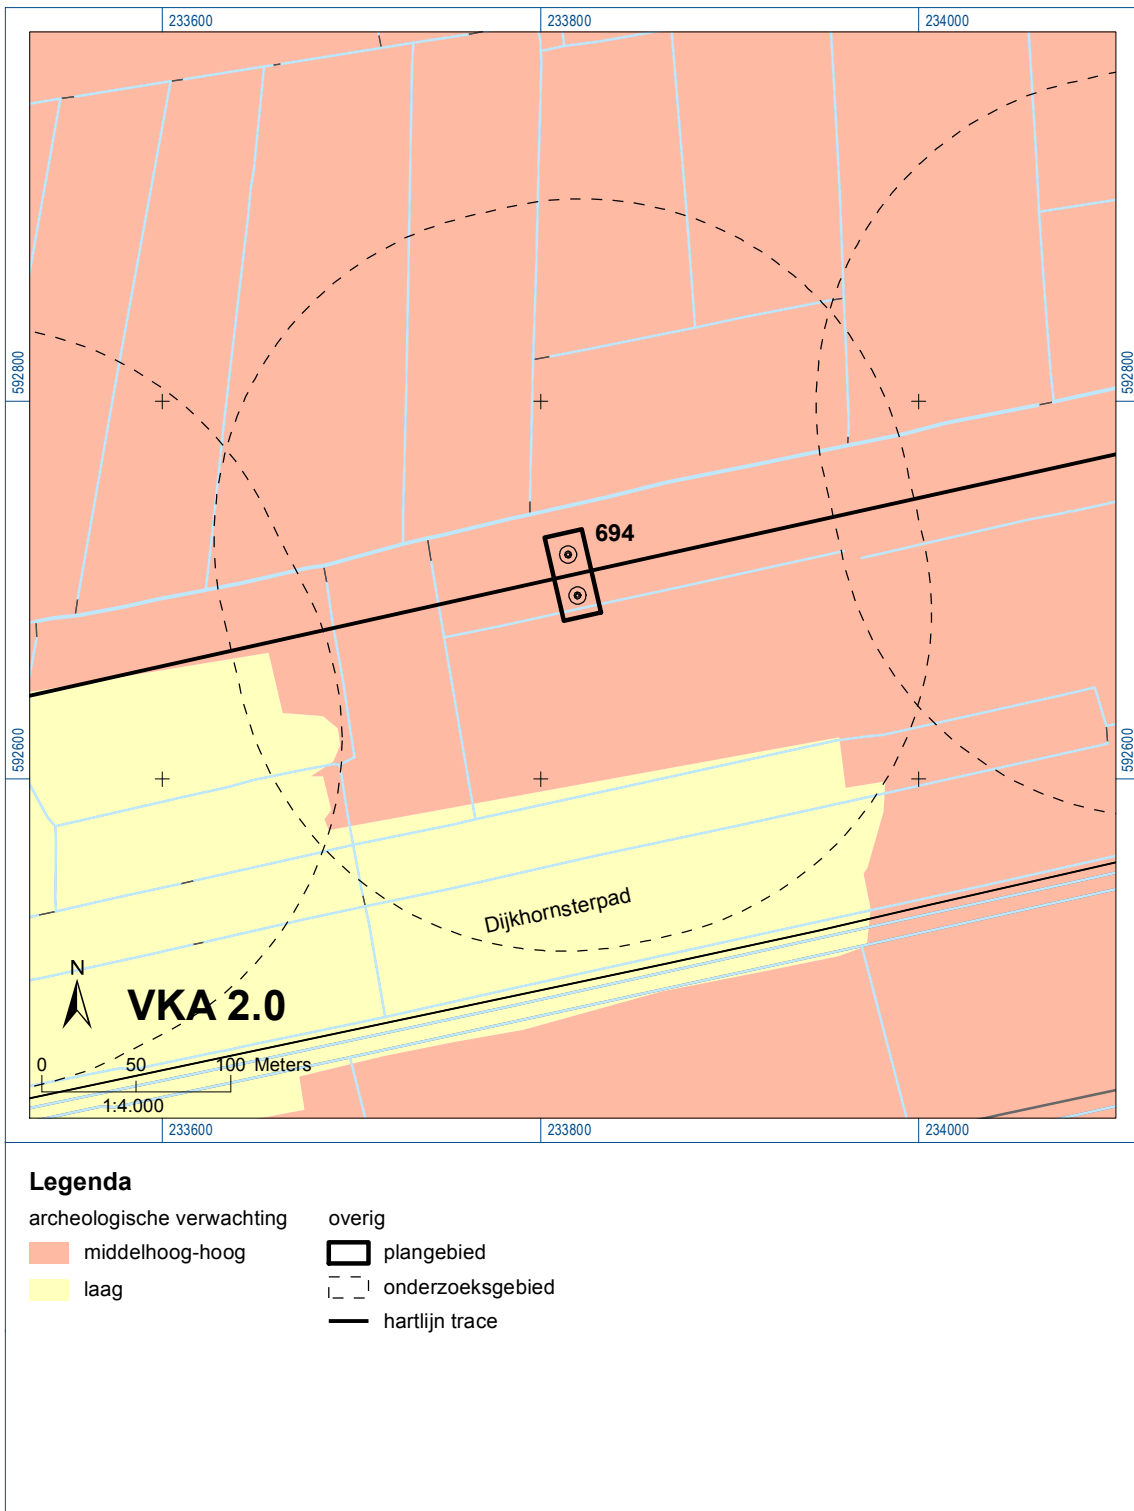 233600 233800 234000
592800 592800
694
592600 592600
Dijkhornsterpad
N
VKA 2.0
0 50 100 Meters
1:4.000
233600 233800 234000
Legenda
archeologische verwachting
middelhoog-hoog
laag
overig
plangebied
onderzoeksgebied
hartlijn trace